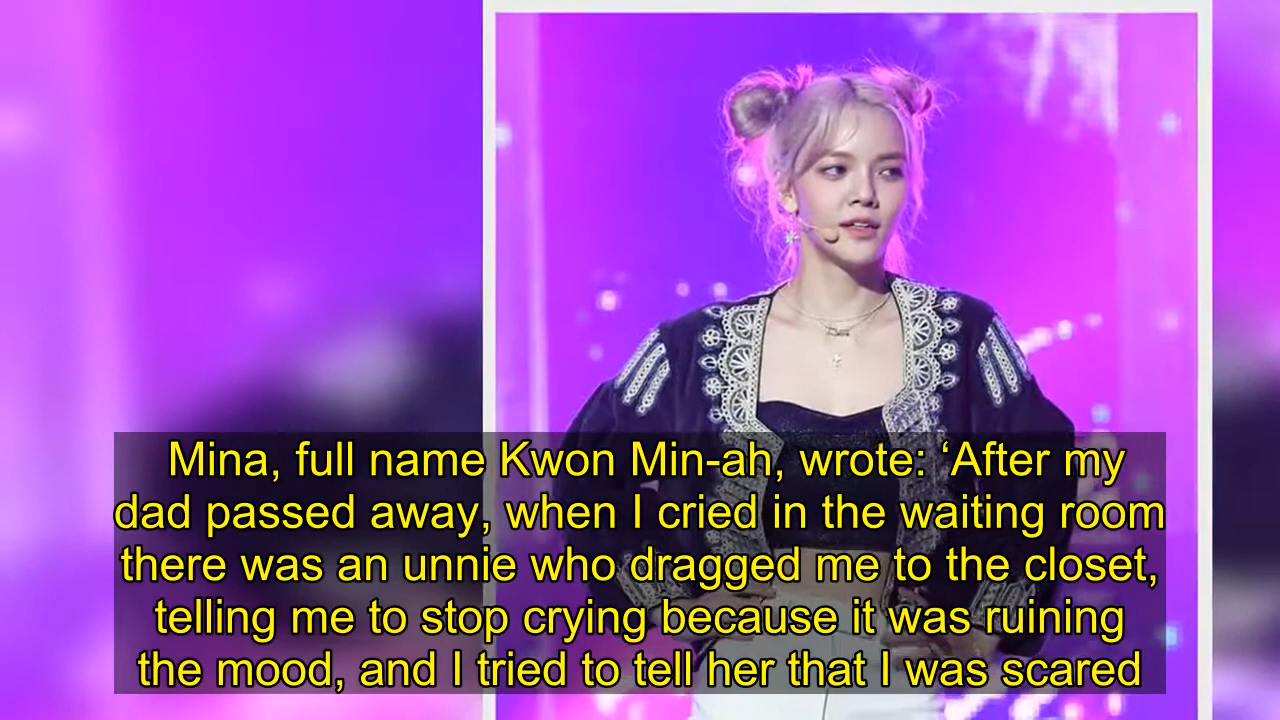 Mina, full name Kwon Min-ah, wrote: ‘After my
dad passed away, when I cried in the waiting room
there was an unnie who dragged me to the closet,
telling me to stop crying because it was ruining
the mood, and I tried to tell her that I was scared